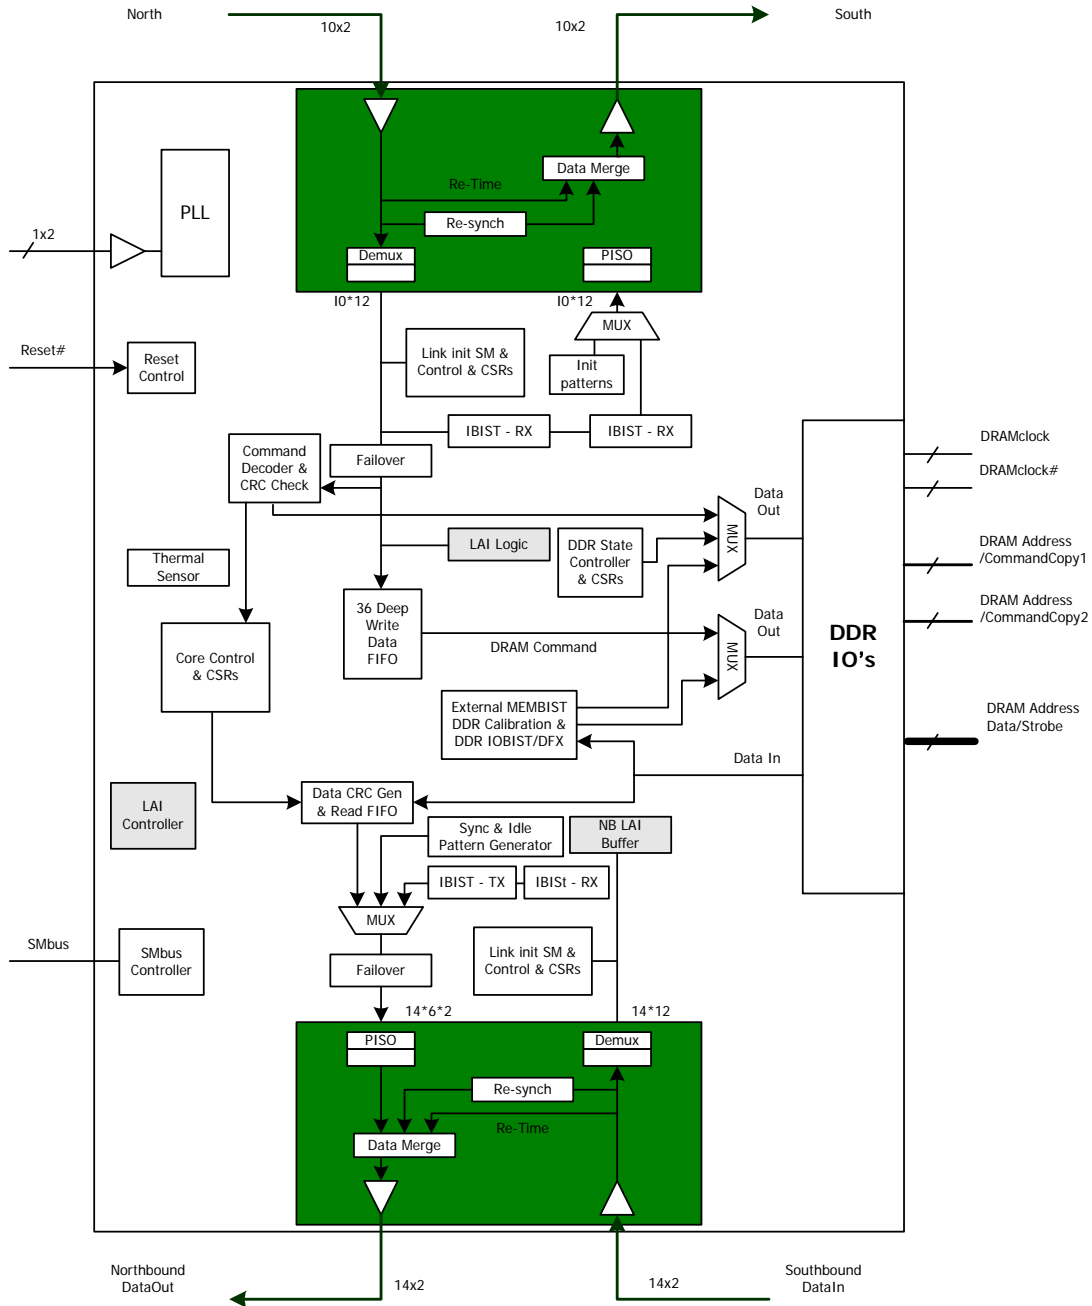 North
10x2
10x2
South
Data Merge
Re-Time
Re-synch
PLL
1x2
Demux
PISO
I0*12
I0*12
MUX
Reset#
Reset
Control
Link init SM &
Control & CSRs
Init
patterns
IBIST - RX
IBIST - RX
Command
Decoder &
CRC Check
Failover
DRAMclock
DRAMclock#
Data
Out
MUX
LAI Logic
DDR State
Controller
& CSRs
DRAM Address
/CommandCopy1
Thermal
Sensor
36 Deep
Write
Data
FIFO
DRAM Address
/CommandCopy2
Data
Out
MUX
DDR
IO's
Core Control
& CSRs
DRAM Command
External MEMBIST
DDR Calibration &
DDR IOBIST/DFX
DRAM Address
Data/Strobe
Data In
LAI
Controller
Data CRC Gen
& Read FIFO
Sync & Idle
Pattern Generator
NB LAI
Buffer
IBIST - TX
IBISt - RX
MUX
SMbus
SMbus
Controller
Failover
Link init SM &
Control & CSRs
14*6*2
14*12
PISO
Demux
Re-synch
Re-Time
Data Merge
Northbound
DataOut
14x2
14x2
Southbound
DataIn